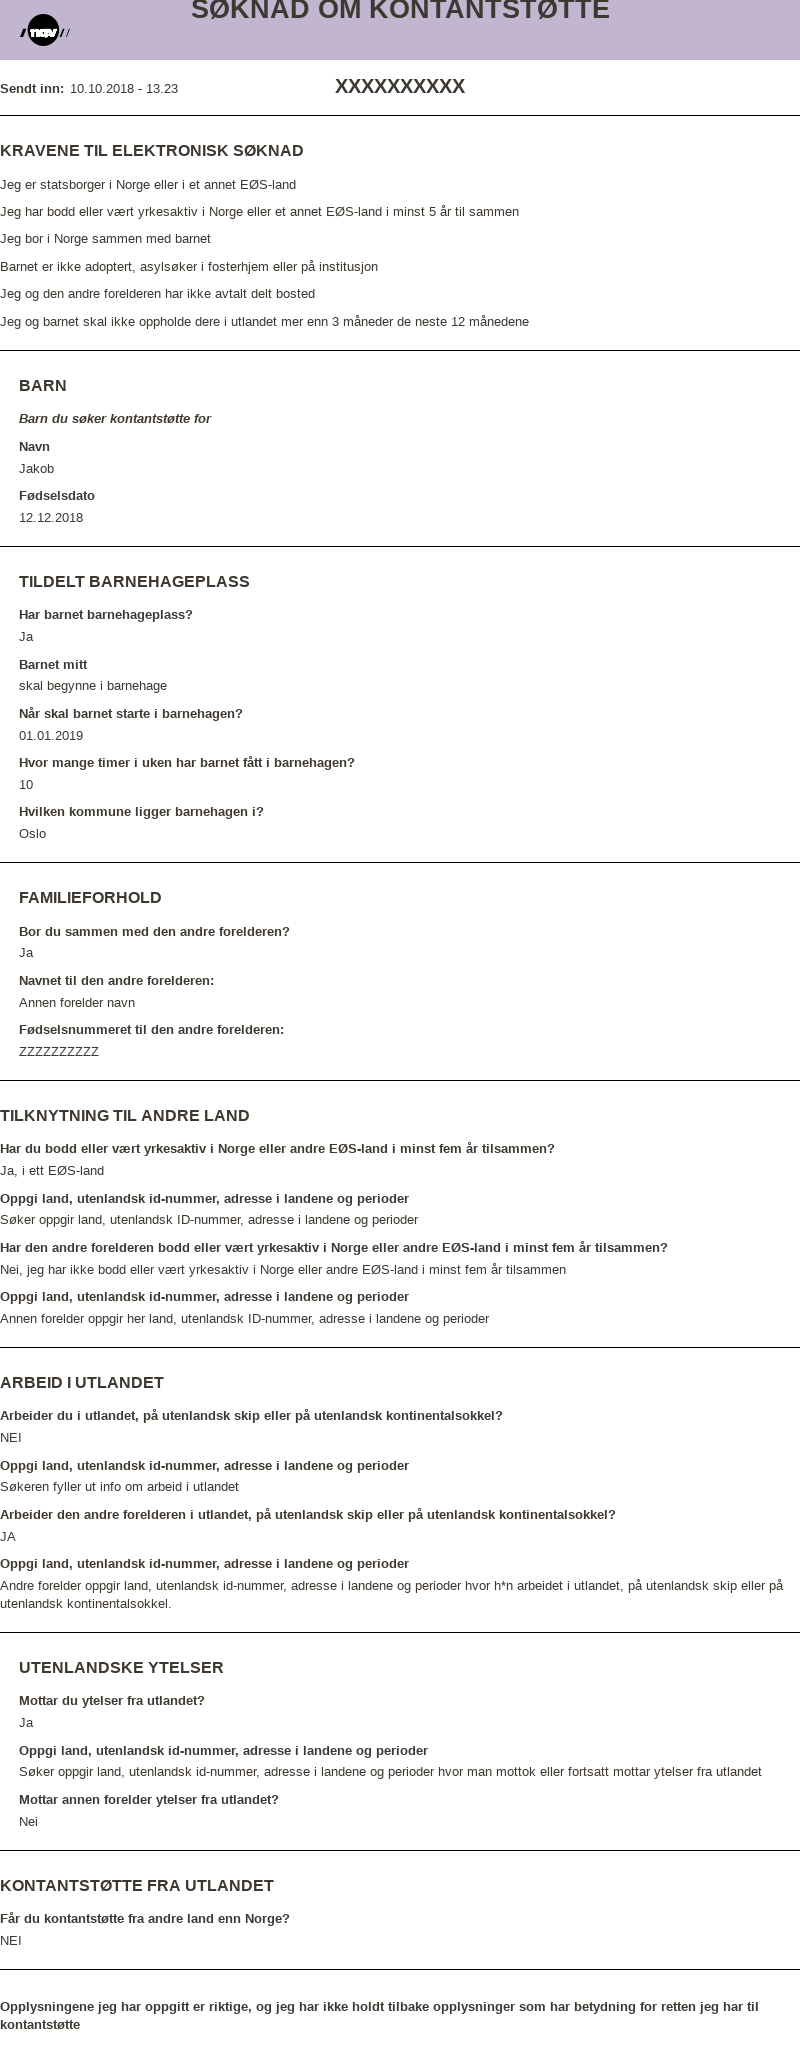 SØKNAD OM KONTANTSTØTTE
nav
Sendt inn: 10.10.2018 - 13.23
XXXXXXXXXX
KRAVENE TIL ELEKTRONISK SØKNAD
Jeg er statsborger i Norge eller i et annet EØS-land
Jeg har bodd eller vært yrkesaktiv i Norge eller et annet EØS-land i minst 5 år til sammen
Jeg bor i Norge sammen med barnet
Barnet er ikke adoptert, asylsøker i fosterhjem eller på institusjon
Jeg og den andre forelderen har ikke avtalt delt bosted
Jeg og barnet skal ikke oppholde dere i utlandet mer enn 3 måneder de neste 12 månedene
BARN
Barn du søker kontantstøtte for
Navn
Jakob
Fødselsdato
12.12.2018
TILDELT BARNEHAGEPLASS
Har barnet barnehageplass?
Ja
Barnet mitt
skal begynne i barnehage
Når skal barnet starte i barnehagen?
01.01.2019
Hvor mange timer i uken har barnet fått i barnehagen?
10
Hvilken kommune ligger barnehagen i?
Oslo
FAMILIEFORHOLD
Bor du sammen med den andre forelderen?
Ja
Navnet til den andre forelderen:
Annen forelder navn
Fødselsnummeret til den andre forelderen:
ZZZZZZZZZZ
TILKNYTNING TIL ANDRE LAND
Har du bodd eller vært yrkesaktiv i Norge eller andre EØS-land i minst fem år tilsammen?
Ja, i ett EØS-land
Oppgi land, utenlandsk id-nummer, adresse i landene og perioder
Søker oppgir land, utenlandsk ID-nummer, adresse i landene og perioder
Har den andre forelderen bodd eller vært yrkesaktiv i Norge eller andre EØS-land i minst fem år tilsammen?
Nei, jeg har ikke bodd eller vært yrkesaktiv i Norge eller andre EØS-land i minst fem år tilsammen
Oppgi land, utenlandsk id-nummer, adresse i landene og perioder
Annen forelder oppgir her land, utenlandsk ID-nummer, adresse i landene og perioder
ARBEID I UTLANDET
Arbeider du i utlandet, på utenlandsk skip eller på utenlandsk kontinentalsokkel?
NEI
Oppgi land, utenlandsk id-nummer, adresse i landene og perioder
Søkeren fyller ut info om arbeid i utlandet
Arbeider den andre forelderen i utlandet, på utenlandsk skip eller på utenlandsk kontinentalsokkel?
JA
Oppgi land, utenlandsk id-nummer, adresse i landene og perioder
Andre forelder oppgir land, utenlandsk id-nummer, adresse i landene og perioder hvor h*n arbeidet i utlandet, på utenlandsk skip eller på
utenlandsk kontinentalsokkel.
UTENLANDSKE YTELSER
Mottar du ytelser fra utlandet?
Ja
Oppgi land, utenlandsk id-nummer, adresse i landene og perioder
Søker oppgir land, utenlandsk id-nummer, adresse i landene og perioder hvor man mottok eller fortsatt mottar ytelser fra utlandet
Mottar annen forelder ytelser fra utlandet?
Nei
KONTANTSTØTTE FRA UTLANDET
Får du kontantstøtte fra andre land enn Norge?
NEI
Opplysningene jeg har oppgitt er riktige, og jeg har ikke holdt tilbake opplysninger som har betydning for retten jeg har til
kontantstøtte